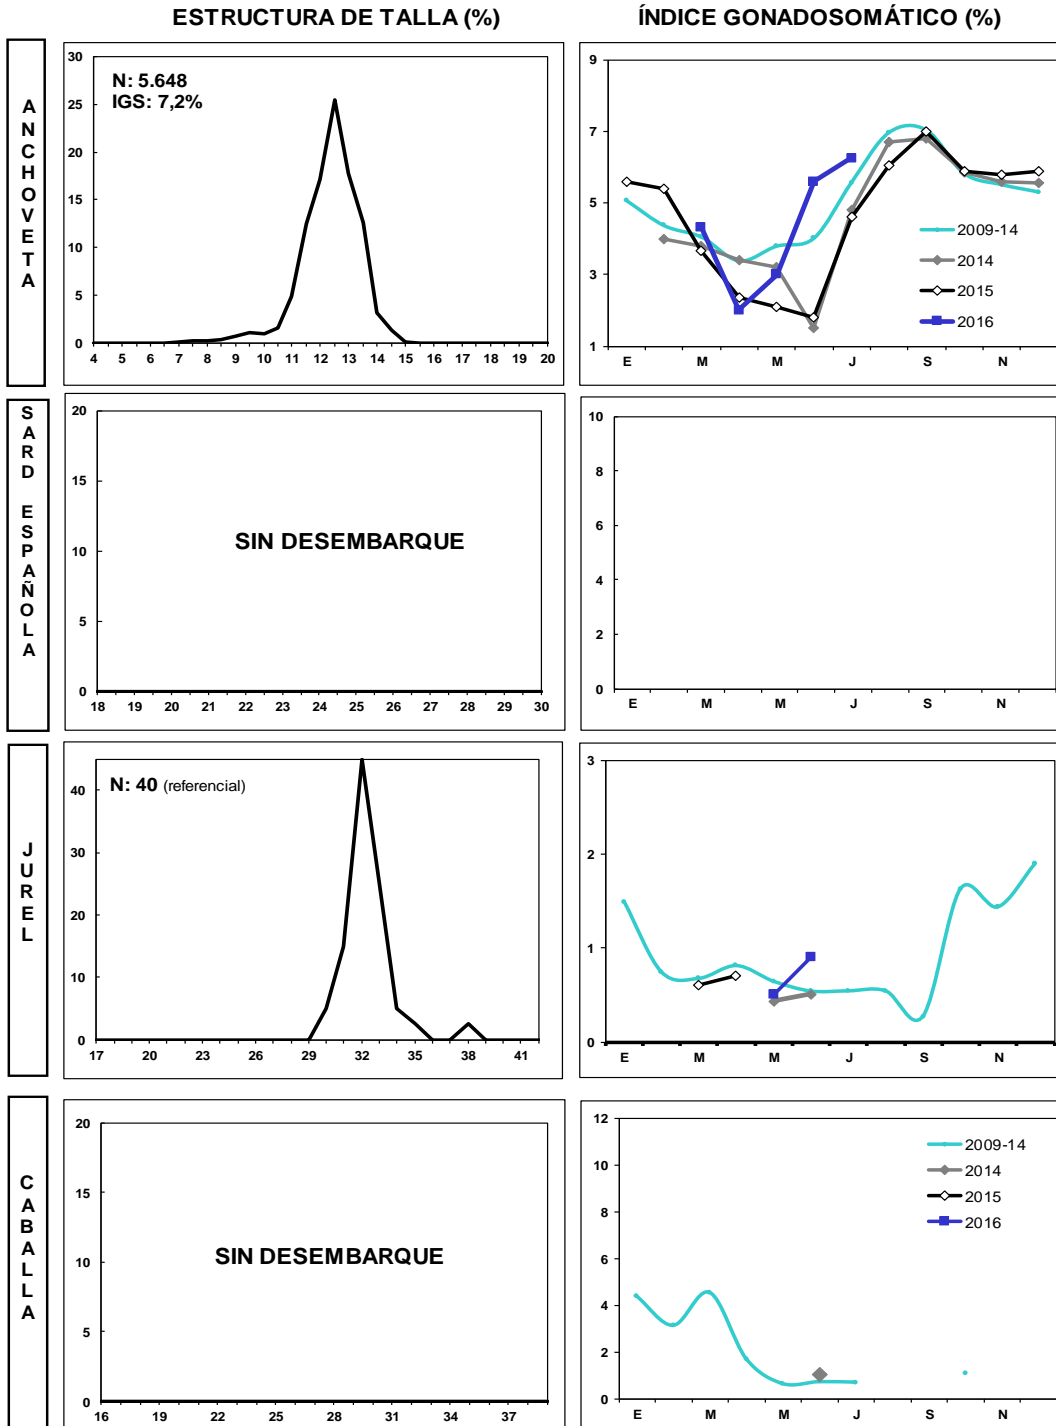 ESTRUCTURA DE TALLA (%)
ÍNDICE GONADOSOMÁTICO (%)
ANCHOVETA
N: 5.648
IGS: 7,2%
30
25
20
15
10
5
0
4 5 6 7 8 9 10 11 12 13 14 15 16 17 18 19 20
9
7
5
3
1
E M M J S N
2009-14
2014
2015
2016
SARD ESPAÑOLA
20
15
10
5
0
SIN DESEMBARQUE
18 19 20 21 22 23 24 25 26 27 28 29 30
10
8
6
4
2
0
E M M J S N
JUREL
N: 40 (referencial)
40
30
20
10
0
17 20 23 26 29 32 35 38 41
3
2
1
0
E M M J S N
CABALLA
20
15
10
5
0
SIN DESEMBARQUE
16 19 22 25 28 31 34 37
12
10
8
6
4
2
0
2009-14
2014
2015
2016
E M M J S N